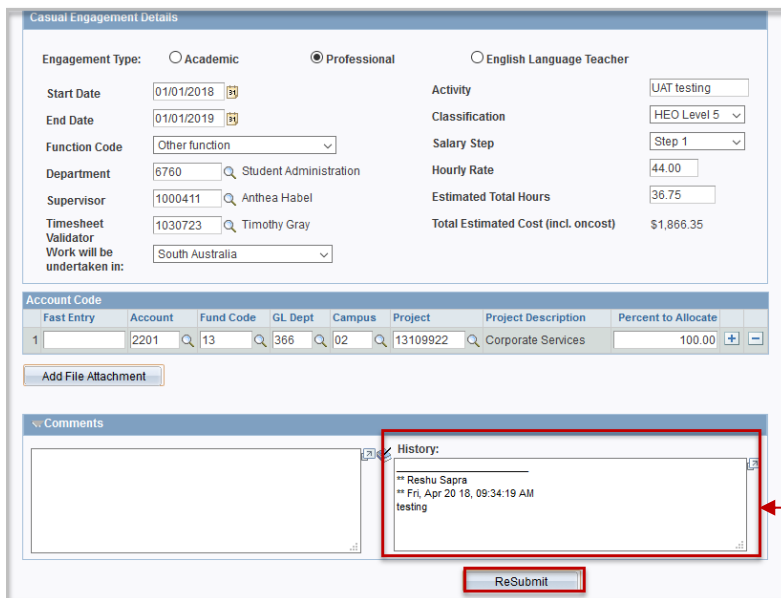 Casual Engagement Details
Engagement Type: Academic Professional English Language Teacher
Start Date 01/01/2018 31 Activity UAT testing
End Date 01/01/2019 31 Classification HEO Level 5
Function Code Other function Salary Step Step 1
Department 6760 Student Administration Hourly Rate 44.00
Supervisor 1000411 Anthea Habel Estimated Total Hours 36.75
Timesheet Validator 1030723 Timothy Gray Total Estimated Cost (incl. oncost) $1,866.35
Work will be undertaken in: South Australia
Account Code
Fast Entry Account Fund Code GL Dept Campus Project Project Description Percent to Allocate
1 2201 13 366 02 13109922 Corporate Services 100.00
Add File Attachment
Comments
History:
** Reshu Sapra
** Fri, Apr 20 18, 09:34:19 AM
testing
ReSubmit